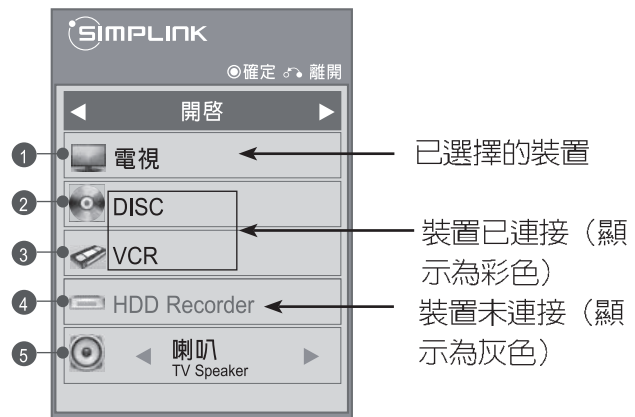 SIMPLINK
◎確定 離開
◀ 開啓 ▶
1 電視
已選擇的裝置
2 DISC
3 VCR
裝置已連接（顯
示為彩色）
4 HDD Recorder
裝置未連接（顯
示為灰色）
5 ◀ 喇叭 ▶
TV Speaker